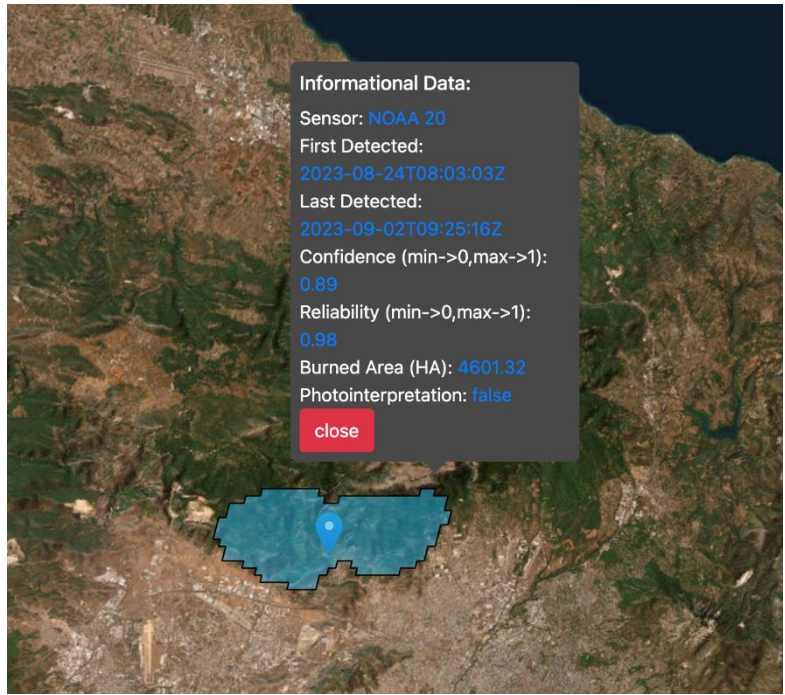 Informational Data:
Sensor: NOAA 20
First Detected:
2023-08-24T08:03:03Z
Last Detected:
2023-09-02T09:25:16Z
Confidence (min->0,max->1):
0.89
Reliability (min->0,max->1):
0.98
Burned Area (HA): 4601.32
Photointerpretation: false
close